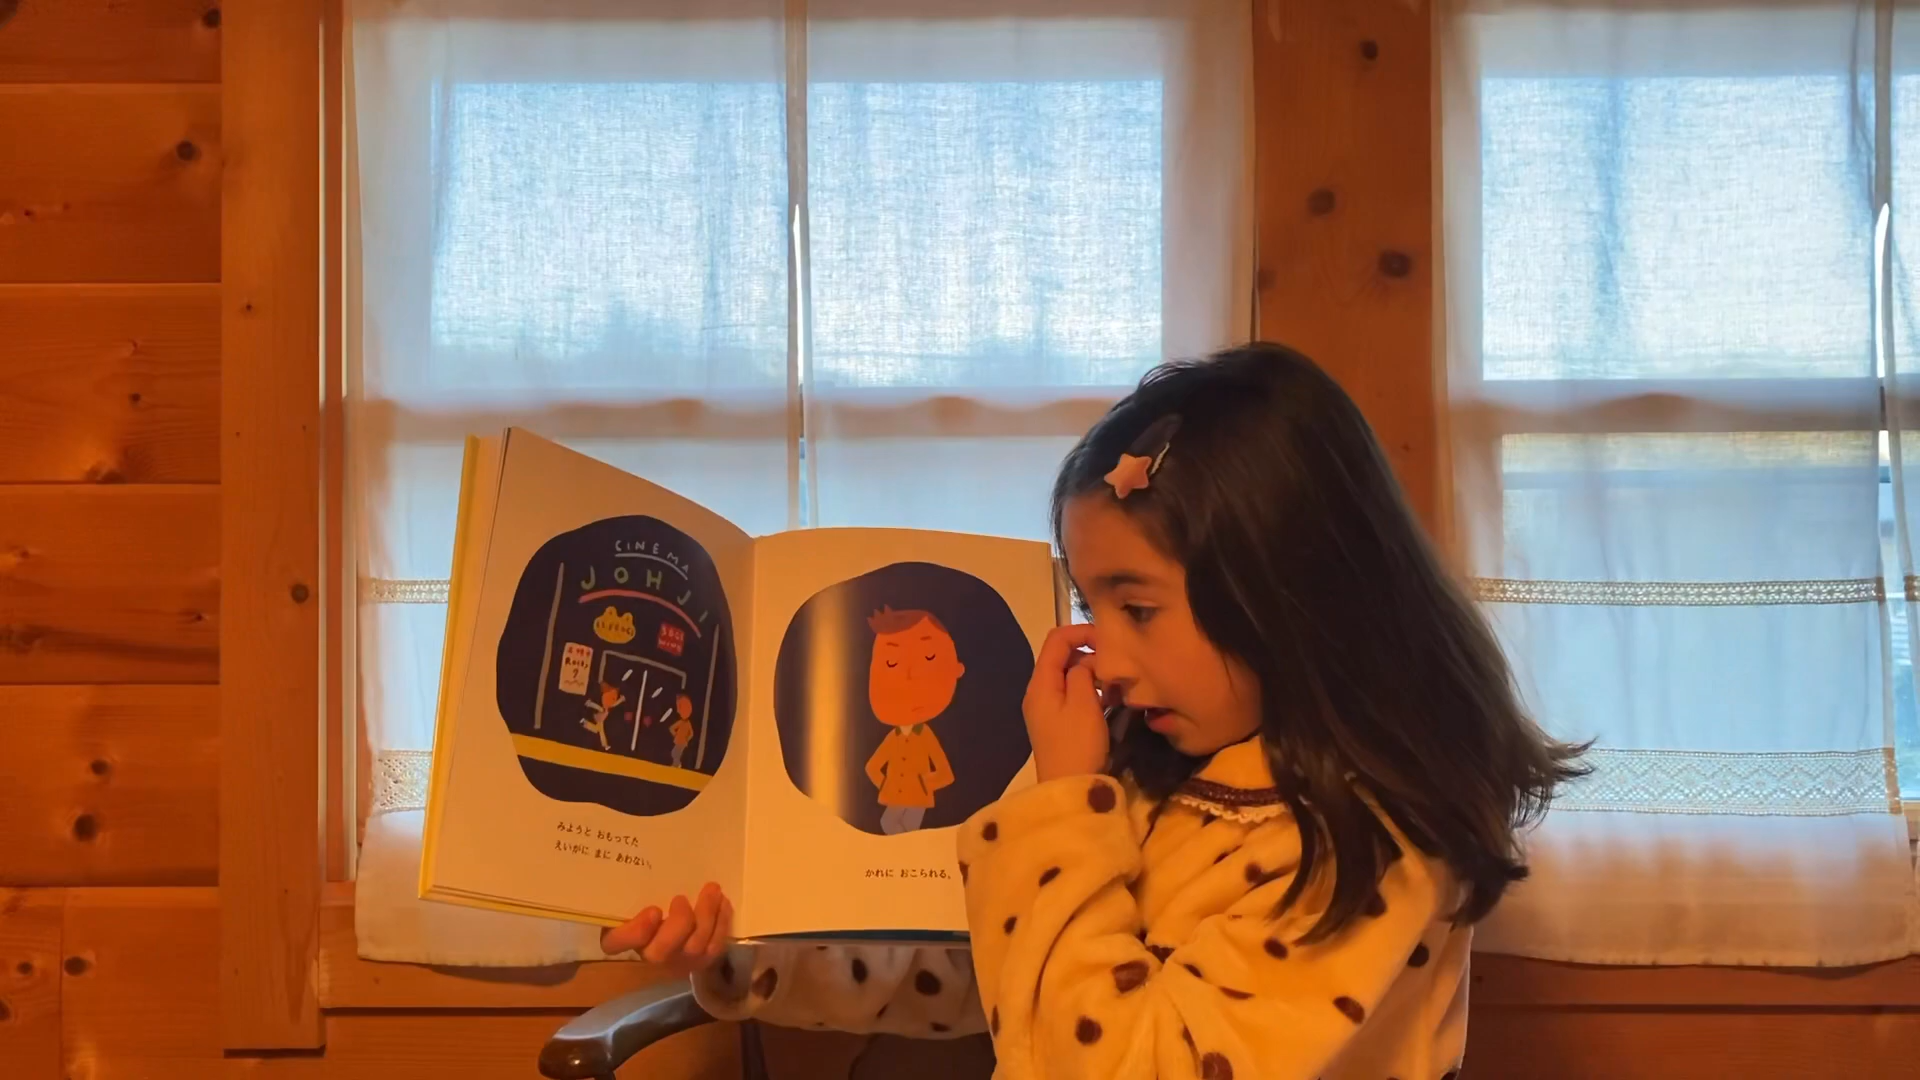 CINEMA
JOHJI
みようと おもってた
えいがに まに あわない。
かれに おこられる。